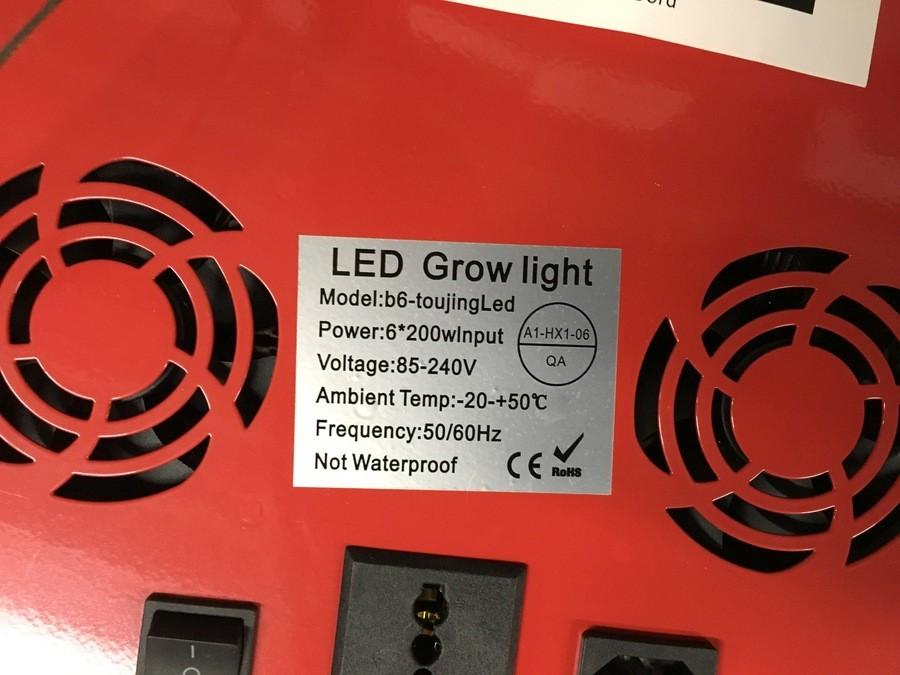 LED Grow light
Model:b6-toujingLed
Power:6*200wInput
A1-HX1-06
QA
Voltage:85-240V
Ambient Temp:-20-+50℃
Frequency:50/60Hz
Not Waterproof
CE RoHS